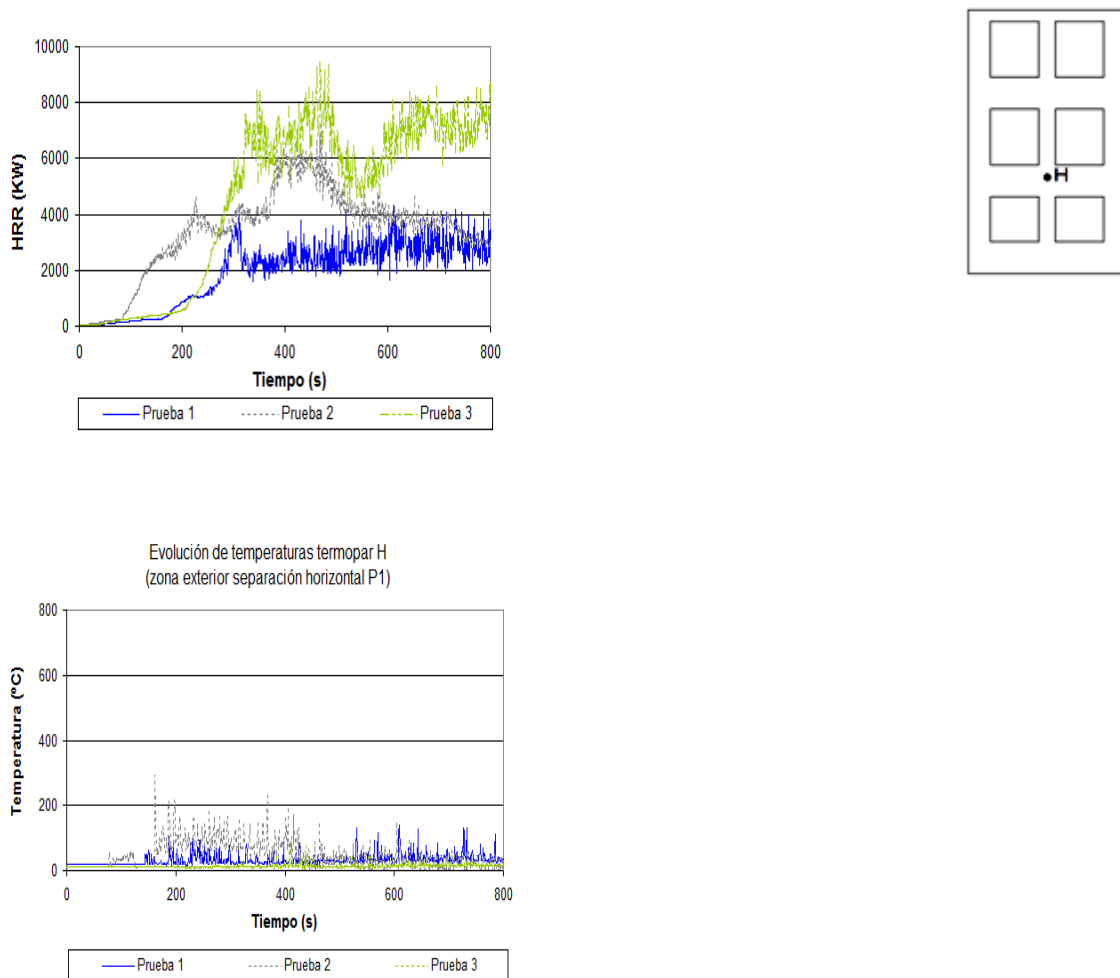 10000
8000
6000
4000
2000
0
HRR (KW)
0 200 400 600 800
Tiempo (s)
Prueba 1 Prueba 2 Prueba 3
H
Evolución de temperaturas termopar H
(zona exterior separación horizontal P1)
800
600
400
200
0
Temperatura (ºC)
0 200 400 600 800
Tiempo (s)
Prueba 1 Prueba 2 Prueba 3